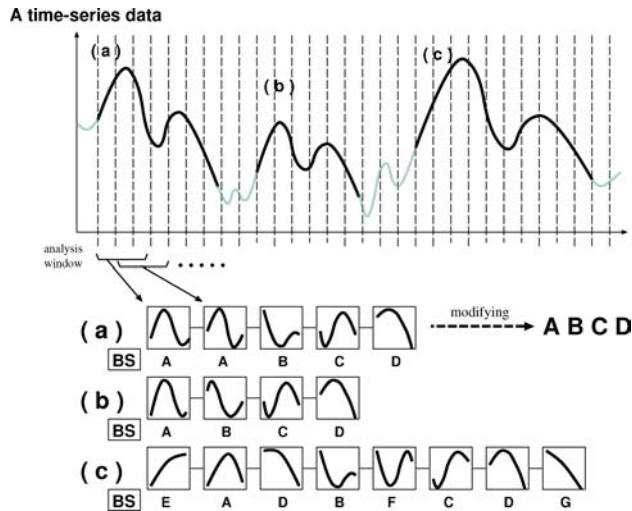 A time-series data
( a )
( b )
( c )
analysis
window
( a )
modifying
A B C D
BS A A B C D
( b )
BS A B C D
( c )
BS E A D B F C D G